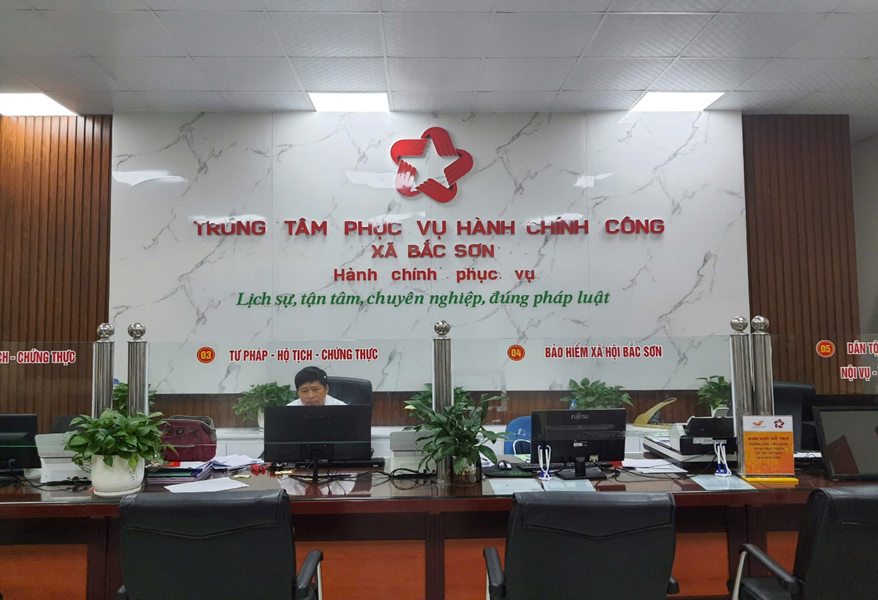 TRUNG TÂM PHỤC VỤ HÀNH CHÍNH CÔNG
XÃ BẮC SƠN
Hành chính phục vụ
Lịch sự, tận tâm, chuyên nghiệp, đúng pháp luật
CH - CHỨNG THỰC
03 TƯ PHÁP - HỘ TỊCH - CHỨNG THỰC
04 BẢO HIỂM XÃ HỘI BẮC SƠN
05 DÂN TỘ
NỘI VỤ -
FUJITSU